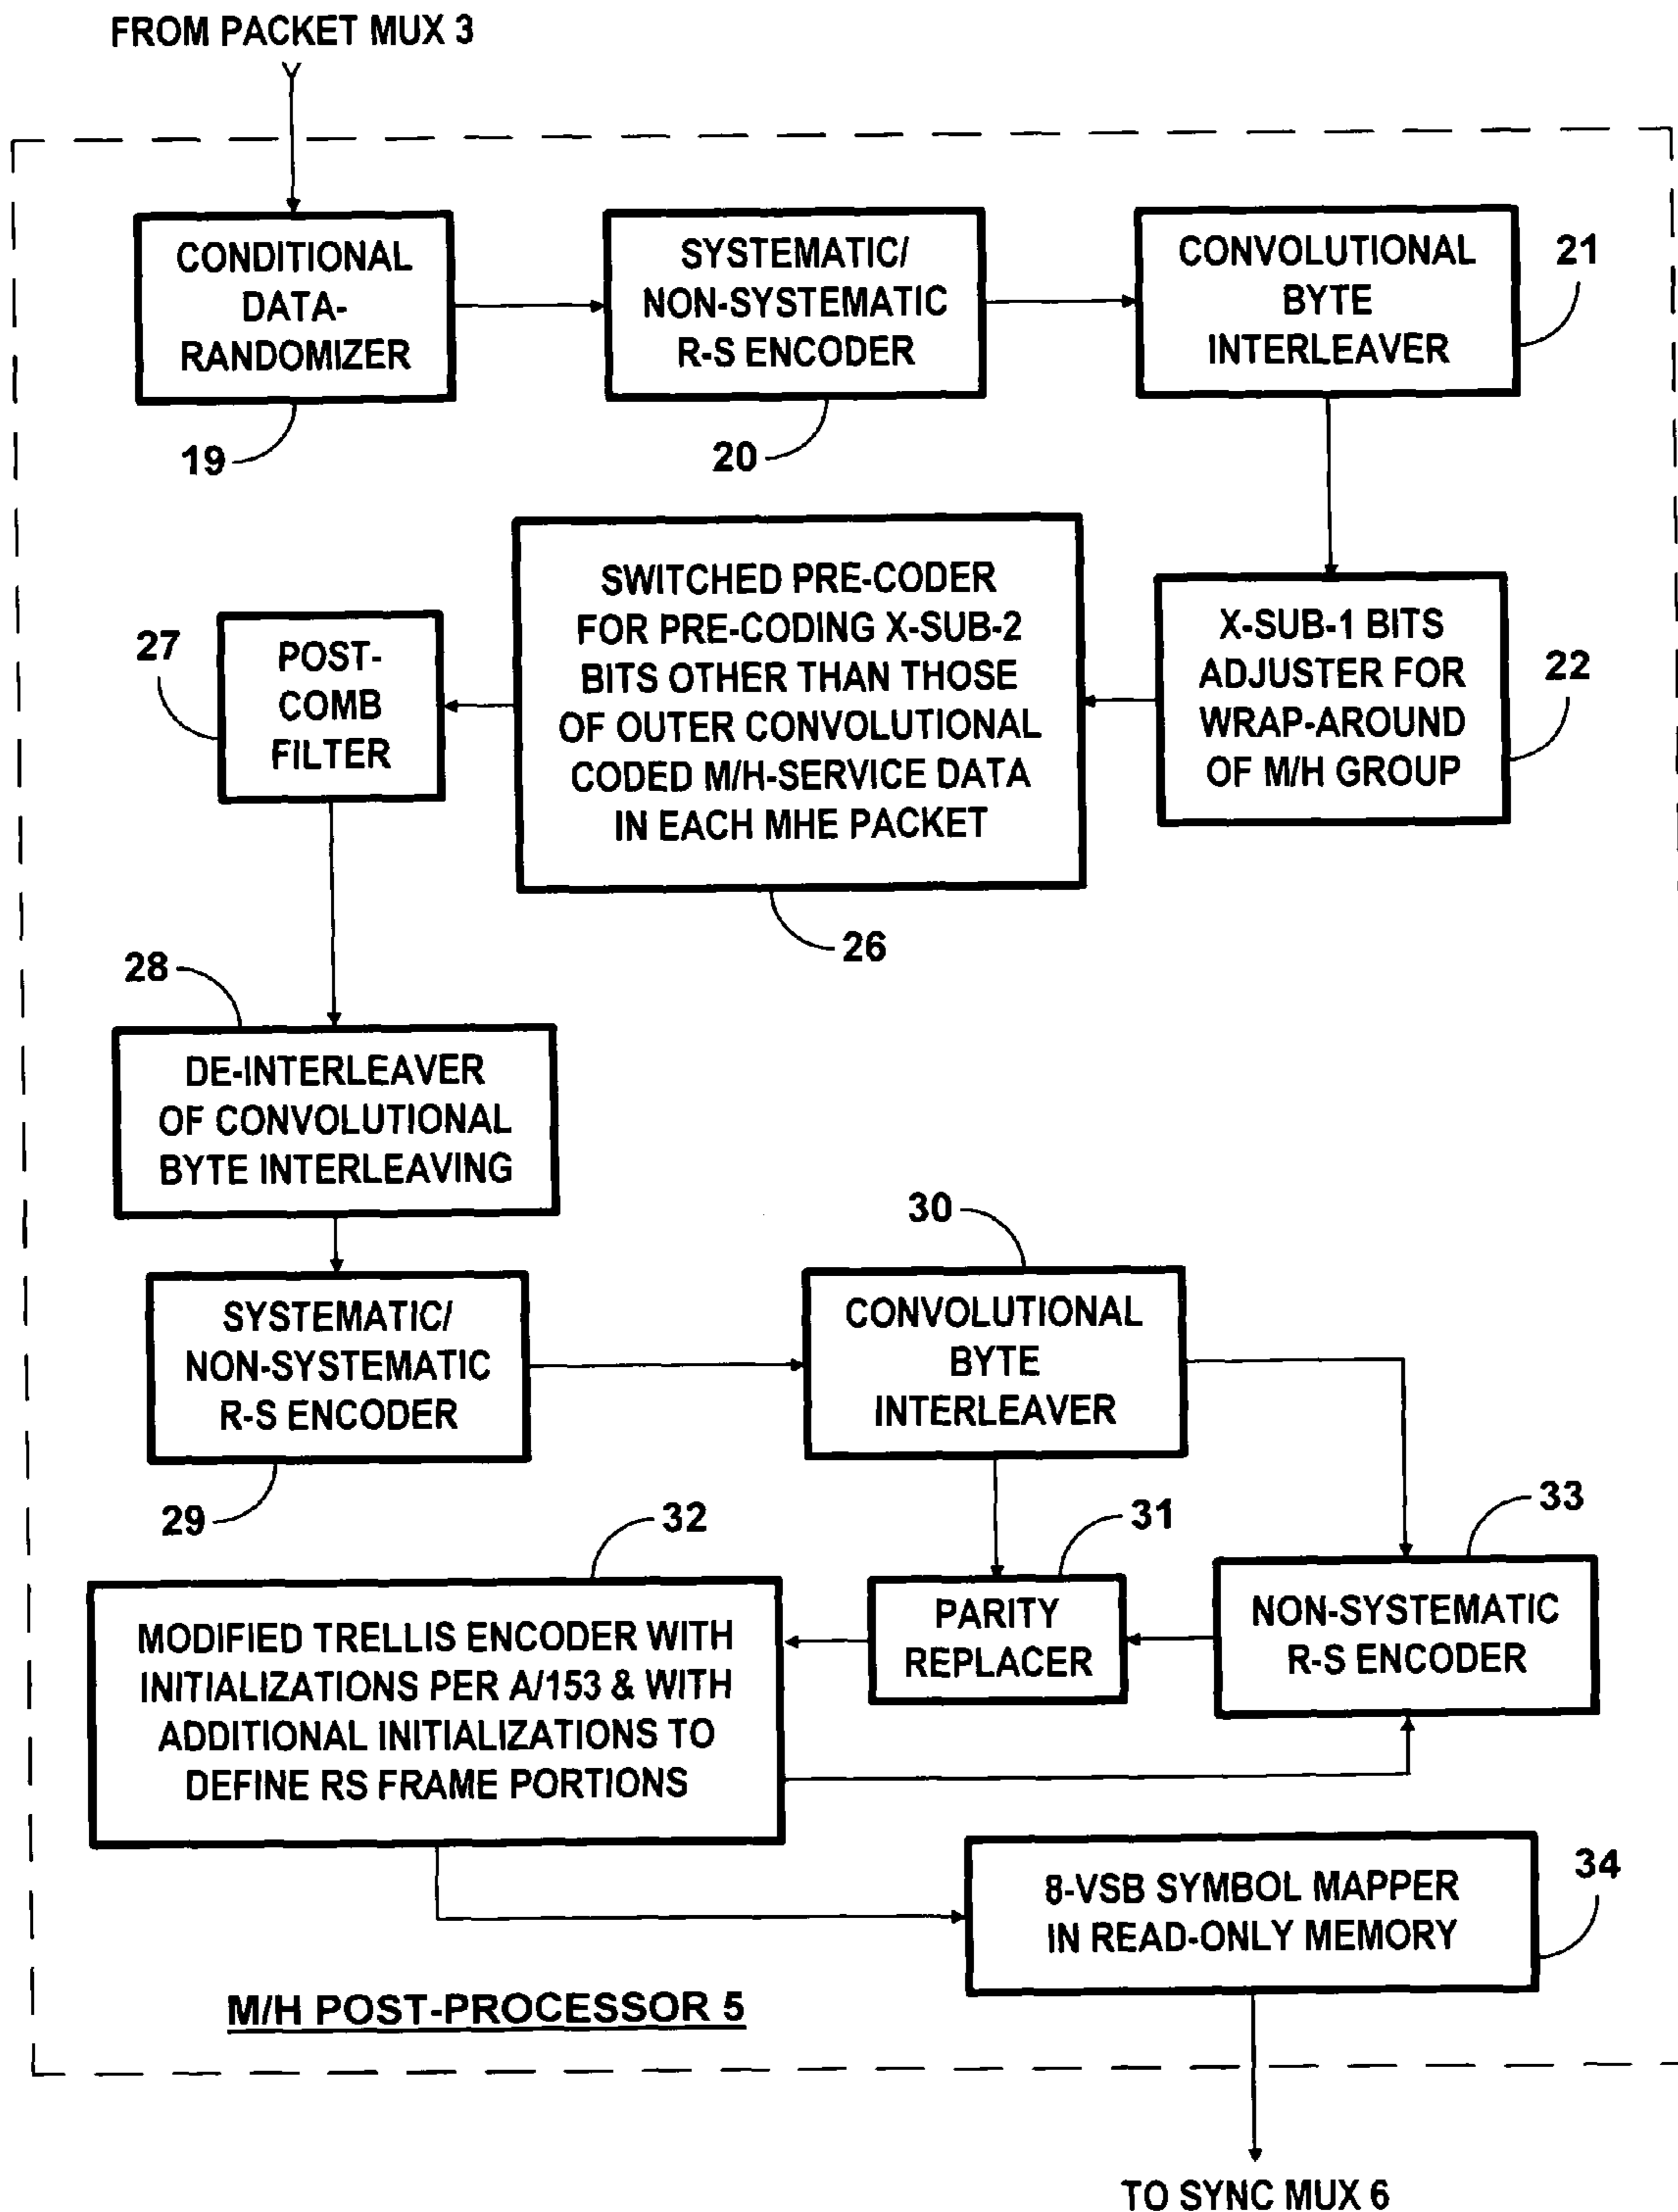 FROM PACKET MUX 3
CONDITIONAL
DATA-
RANDOMIZER
19
SYSTEMATIC/
NON-SYSTEMATIC
R-S ENCODER
20
CONVOLUTIONAL
BYTE
INTERLEAVER
21
X-SUB-1 BITS
ADJUSTER FOR
WRAP-AROUND
OF M/H GROUP
22
SWITCHED PRE-CODER
FOR PRE-CODING X-SUB-2
BITS OTHER THAN THOSE
OF OUTER CONVOLUTIONAL
CODED M/H-SERVICE DATA
IN EACH MHE PACKET
26
27
POST-
COMB
FILTER
28
DE-INTERLEAVER
OF CONVOLUTIONAL
BYTE INTERLEAVING
SYSTEMATIC/
NON-SYSTEMATIC
R-S ENCODER
29
30
CONVOLUTIONAL
BYTE
INTERLEAVER
31
PARITY
REPLACER
33
NON-SYSTEMATIC
R-S ENCODER
32
MODIFIED TRELLIS ENCODER WITH
INITIALIZATIONS PER A/153 & WITH
ADDITIONAL INITIALIZATIONS TO
DEFINE RS FRAME PORTIONS
8-VSB SYMBOL MAPPER
IN READ-ONLY MEMORY
34
M/H POST-PROCESSOR 5
TO SYNC MUX 6